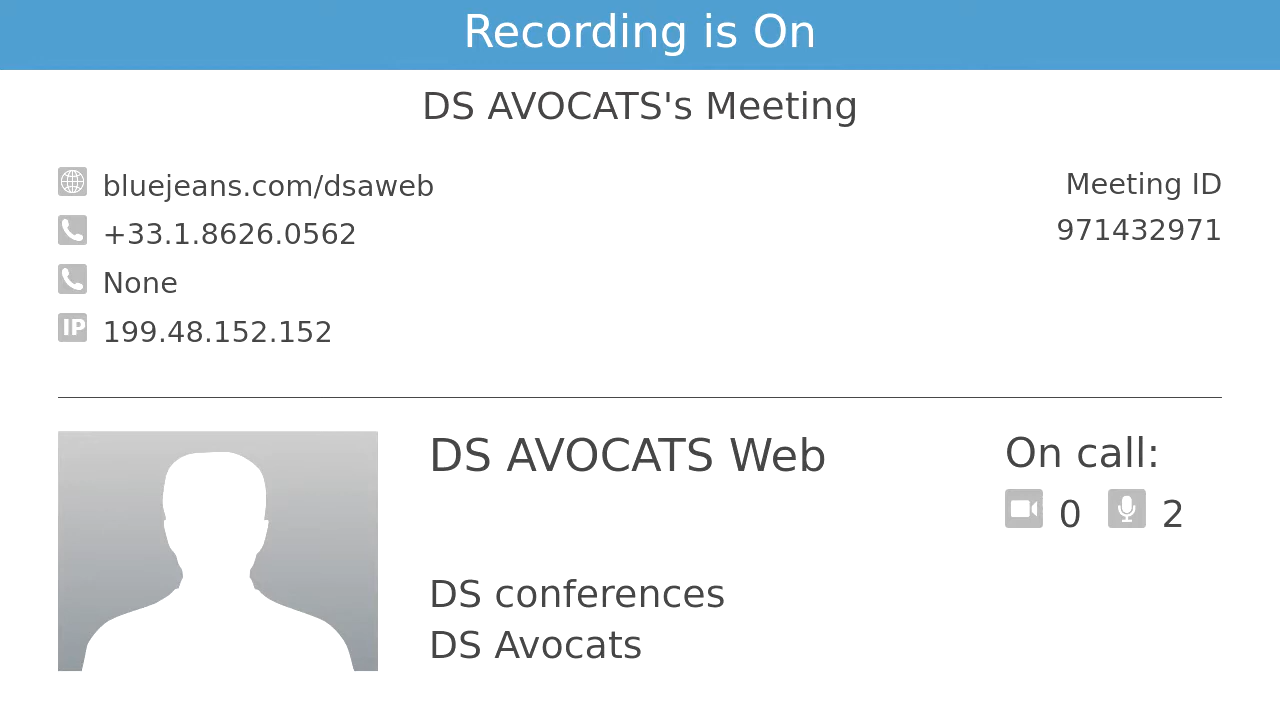 Recording is On
DS AVOCATS's Meeting
bluejeans.com/dsaweb
+33.1.8626.0562
None
IP 199.48.152.152
Meeting ID
971432971
DS AVOCATS Web
DS conferences
DS Avocats
On call:
0 2